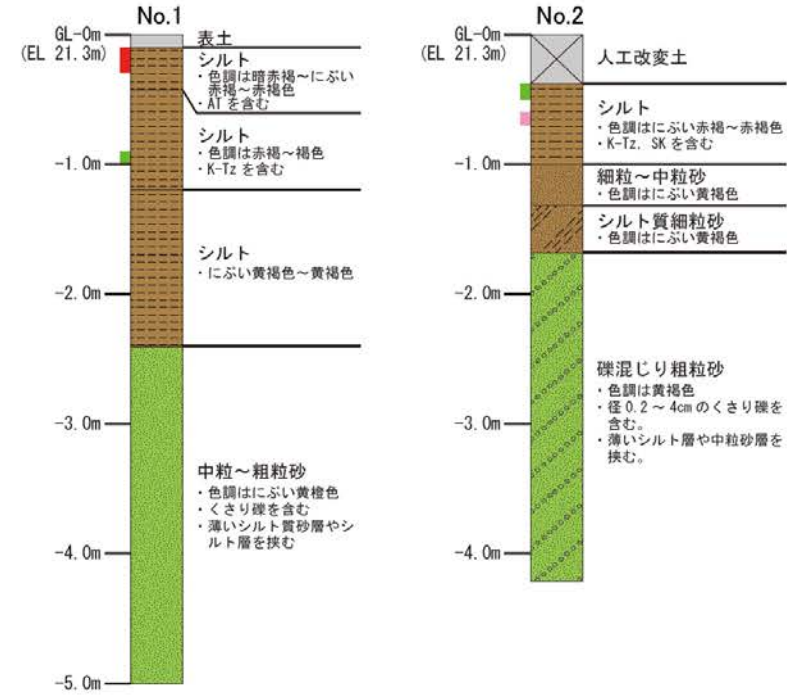 No.1
GL-0m
(EL 21.3m)
-1.0m
-2.0m
-3.0m
-4.0m
-5.0m
表土
シルト
・色調は暗赤褐～にぶい
赤褐～赤褐色
・ATを含む
シルト
・色調は赤褐～褐色
・K-Tzを含む
シルト
・にぶい黄褐色～黄褐色
中粒～粗粒砂
・色調はにぶい黄橙色
・くさり礫を含む
・薄いシルト質砂層やシ
ルト層を挟む
No.2
GL-0m
(EL 21.3m)
-1.0m
-2.0m
-3.0m
-4.0m
人工改変土
シルト
・色調はにぶい赤褐～赤褐色
・K-Tz. SKを含む
細粒～中粒砂
・色調はにぶい黄褐色
シルト質細粒砂
・色調はにぶい黄褐色
礫混じり粗粒砂
・色調は黄褐色
・径0.2～4cmのくさり礫を
含む。
・薄いシルト層や中粒砂層を
挟む。